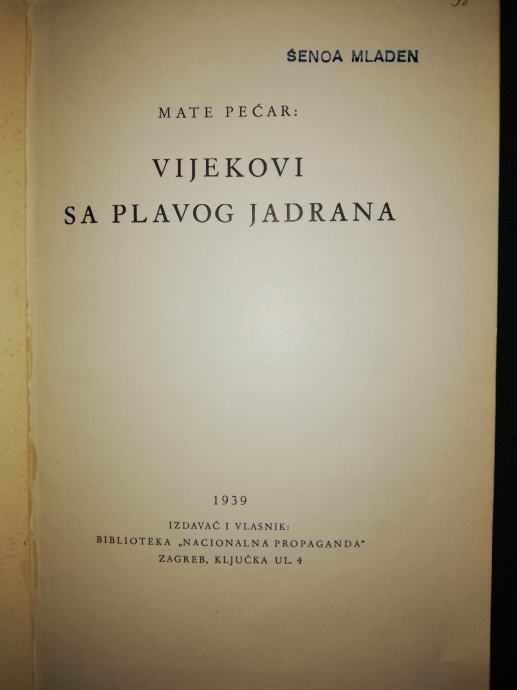 ŠENOA MLADEN
MATE PEĆAR:
VIJEKOVI
SA PLAVOG JADRANA
1939
IZDAVAČ I VLASNIK:
BIBLIOTEKA „NACIONALNA PROPAGANDA“
ZAGREB, KLJUČKA UL. 4